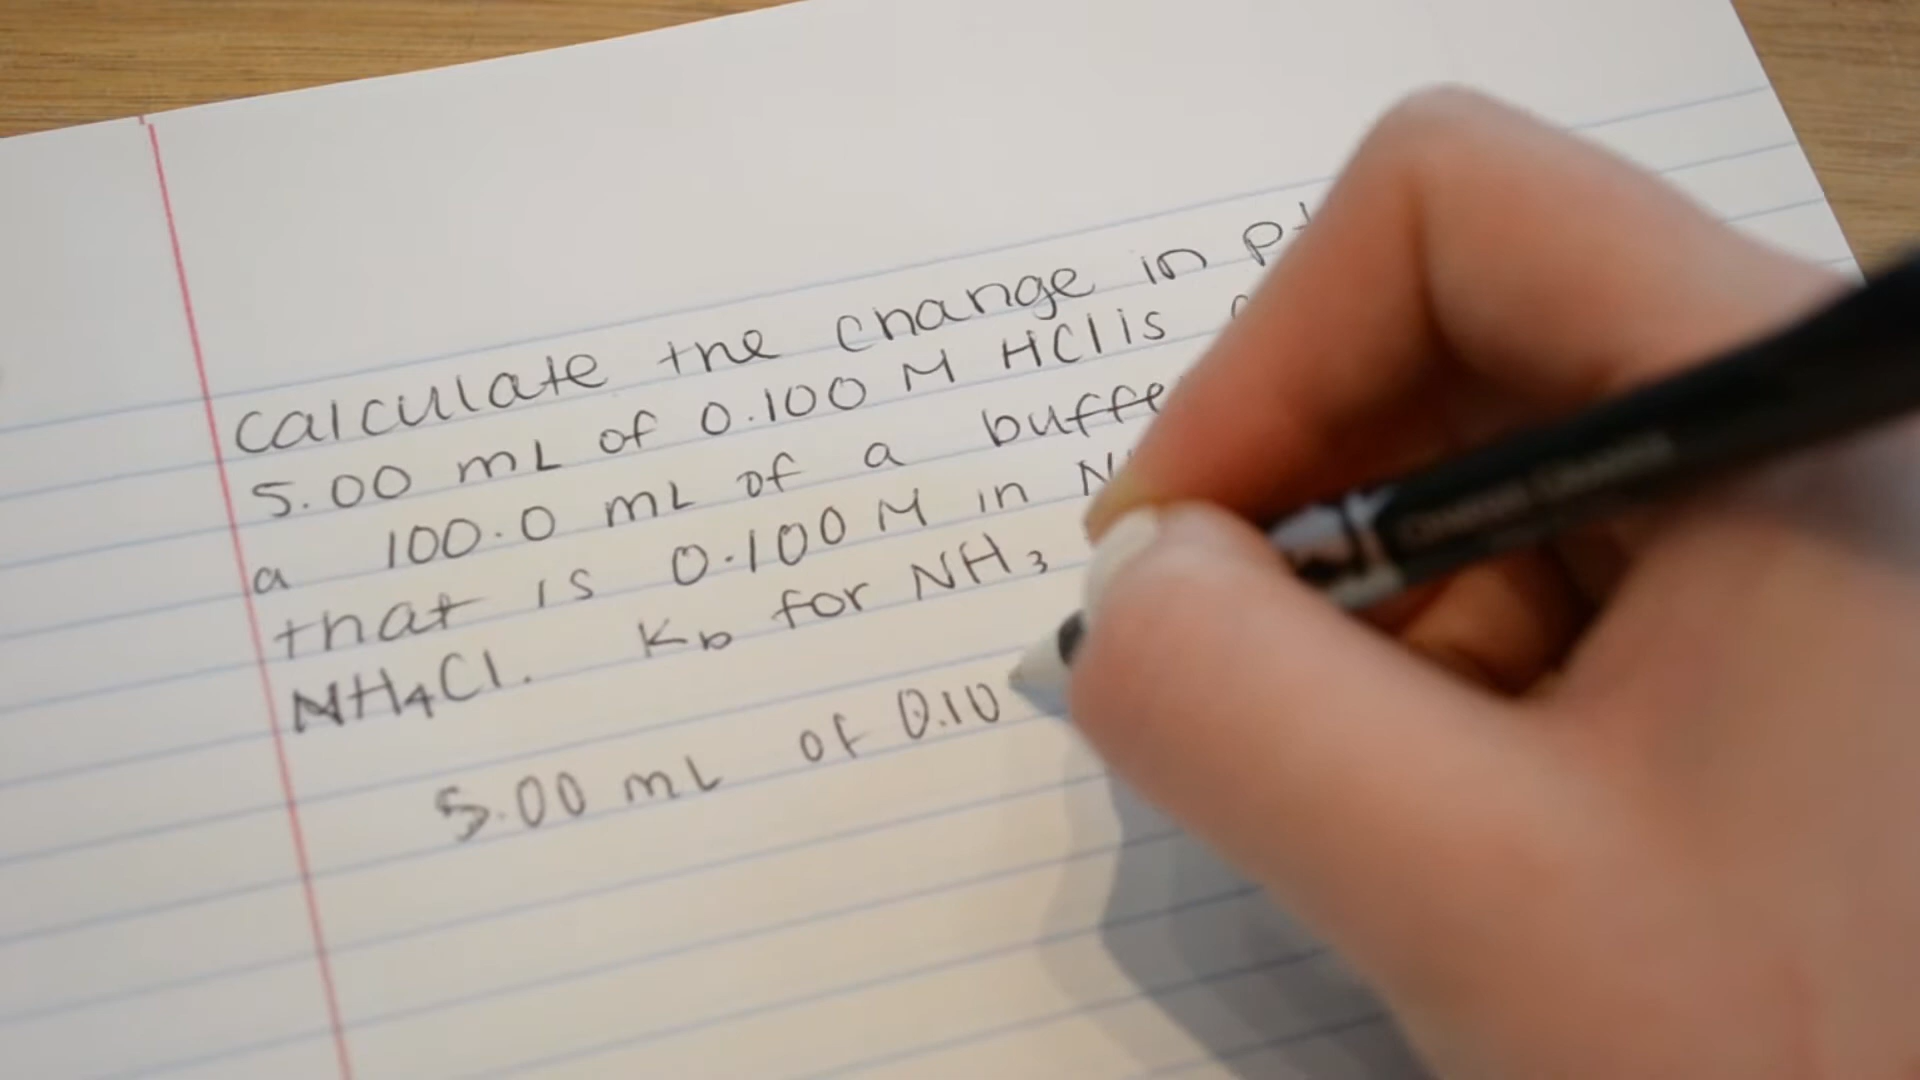 Calculate the change in pH
5.00 mL of 0.100 M HCl is
a 100.0 mL of a buffe
that is 0.100 M in N
NH4Cl. Kb for NH3
5.00 mL of 0.10